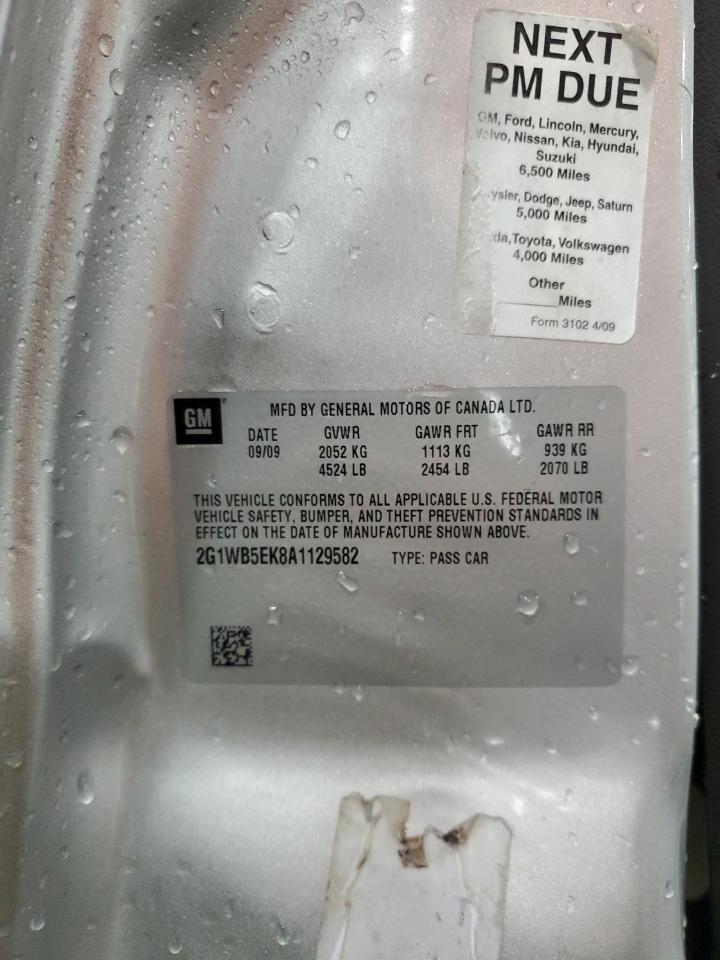 NEXT
PM DUE
GM, Ford, Lincoln, Mercury,
Volvo, Nissan, Kia, Hyundai,
Suzuki
6,500 Miles
ysler, Dodge, Jeep, Saturn
5,000 Miles
da, Toyota, Volkswagen
4,000 Miles
Other
______Miles
Form 3102 4/09
GM
MFD BY GENERAL MOTORS OF CANADA LTD.
DATE GVWR GAWR FRT GAWR RR
09/09 2052 KG 1113 KG 939 KG
4524 LB 2454 LB 2070 LB
THIS VEHICLE CONFORMS TO ALL APPLICABLE U.S. FEDERAL MOTOR
VEHICLE SAFETY, BUMPER, AND THEFT PREVENTION STANDARDS IN
EFFECT ON THE DATE OF MANUFACTURE SHOWN ABOVE.
2G1WB5EK8A1129582 TYPE: PASS CAR